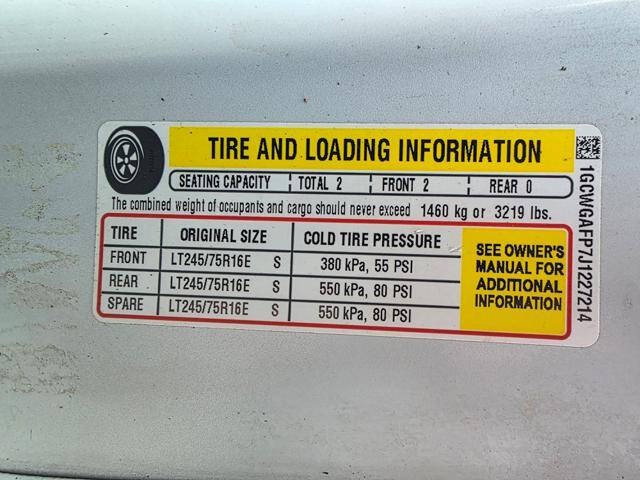 TIRE AND LOADING INFORMATION
SEATING CAPACITY TOTAL 2 FRONT 2 REAR 0
The combined weight of occupants and cargo should never exceed 1460 kg or 3219 lbs.
TIRE ORIGINAL SIZE COLD TIRE PRESSURE
FRONT LT245/75R16E S 380 kPa, 55 PSI
REAR LT245/75R16E S 550 kPa, 80 PSI
SPARE LT245/75R16E S 550 kPa, 80 PSI
SEE OWNER'S
MANUAL FOR
ADDITIONAL
INFORMATION
1GCWGAFP7J1227214